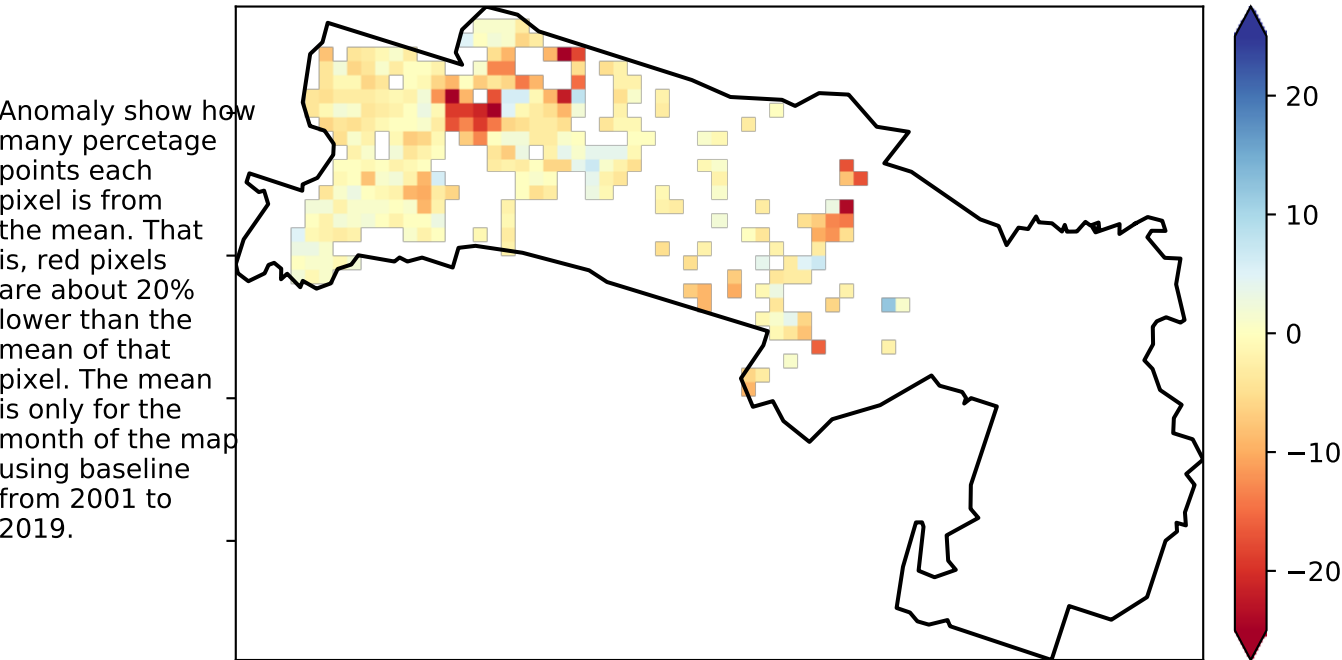 Anomaly show how
many percetage
points each
pixel is from
the mean. That
is, red pixels
are about 20%
lower than the
mean of that
pixel. The mean
is only for the
month of the map
using baseline
from 2001 to
2019.
20
10
0
−10
−20